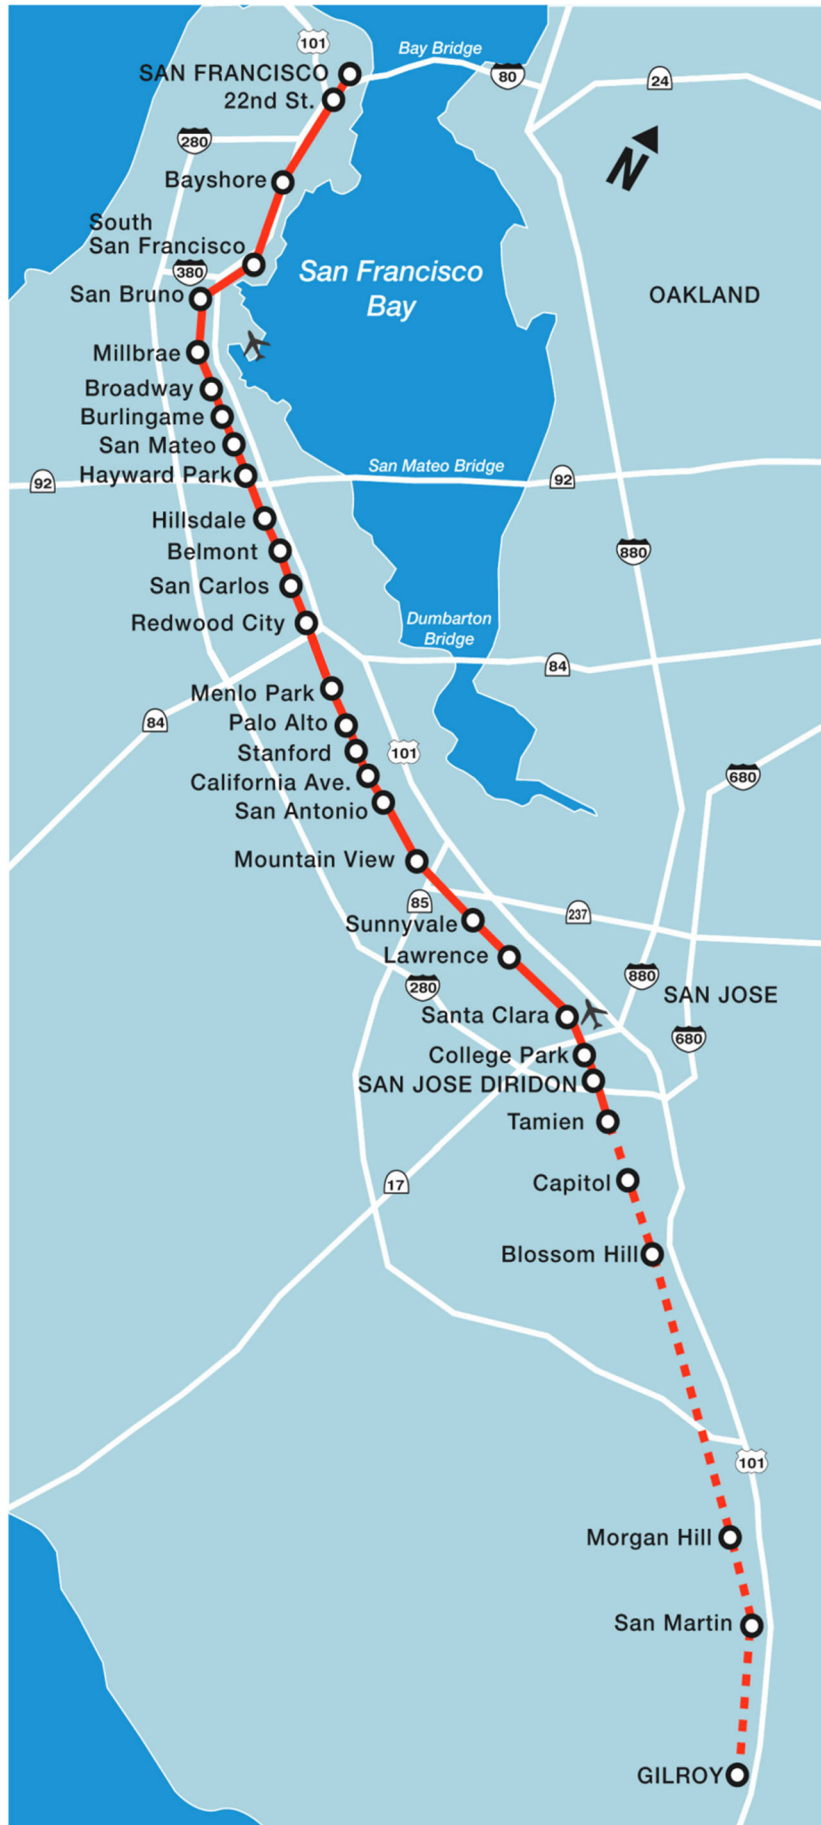 101
Bay Bridge
SAN FRANCISCO
80
24
22nd St.
280
N
Bayshore
South
San Francisco
380
San Francisco
Bay
San Bruno
OAKLAND
Millbrae
Broadway
Burlingame
San Mateo
San Mateo Bridge
Hayward Park
92
92
Hillsdale
Belmont
880
San Carlos
Redwood City
Dumbarton
Bridge
84
Menlo Park
84
Palo Alto
Stanford
101
California Ave.
680
San Antonio
Mountain View
85
237
Sunnyvale
Lawrence
880
280
SAN JOSE
Santa Clara
680
College Park
SAN JOSE DIRIDON
Tamien
17
Capitol
Blossom Hill
101
Morgan Hill
San Martin
GILROY